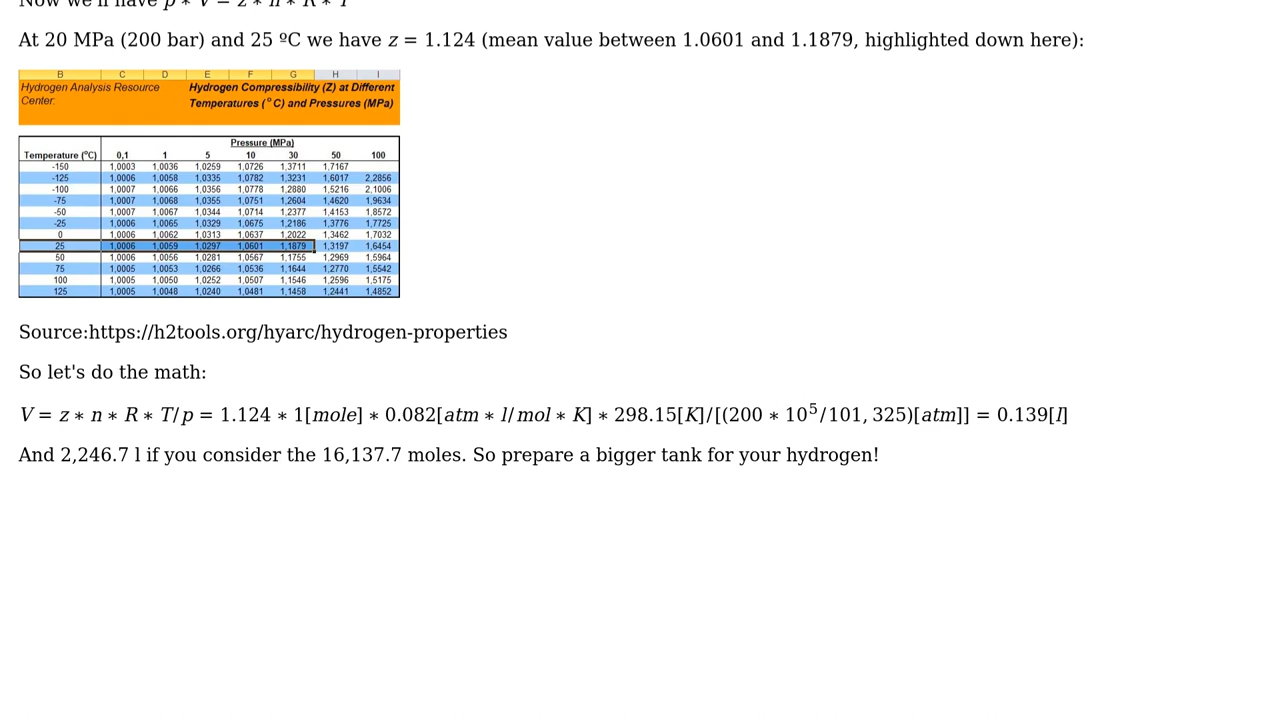 Now we'll have p * V = z * n * R * T
At 20 MPa (200 bar) and 25 ºC we have z = 1.124 (mean value between 1.0601 and 1.1879, highlighted down here):
B C D E F G H I
Hydrogen Analysis Resource Center: Hydrogen Compressibility (Z) at Different
Temperatures (°C) and Pressures (MPa)
Pressure (MPa)
Temperature (°C) 0,1 1 5 10 30 50 100
-150 1,0003 1,0036 1,0259 1,0726 1,3711 1,7167
-125 1,0006 1,0058 1,0335 1,0782 1,3231 1,6017 2,2856
-100 1,0007 1,0066 1,0356 1,0778 1,2880 1,5216 2,1006
-75 1,0007 1,0068 1,0355 1,0751 1,2604 1,4620 1,9634
-50 1,0007 1,0067 1,0344 1,0714 1,2377 1,4153 1,8572
-25 1,0006 1,0065 1,0329 1,0675 1,2186 1,3776 1,7725
0 1,0006 1,0062 1,0313 1,0637 1,2022 1,3462 1,7032
25 1,0006 1,0059 1,0297 1,0601 1,1879 1,3197 1,6454
50 1,0006 1,0056 1,0281 1,0567 1,1755 1,2969 1,5964
75 1,0005 1,0053 1,0266 1,0536 1,1644 1,2770 1,5542
100 1,0005 1,0050 1,0252 1,0507 1,1546 1,2596 1,5175
125 1,0005 1,0048 1,0240 1,0481 1,1458 1,2441 1,4852
Source:https://h2tools.org/hyarc/hydrogen-properties
So let's do the math:
V = z * n * R * T/p = 1.124 * 1[mole] * 0.082[atm * l/mol * K] * 298.15[K]/[(200 * 10⁵/101, 325)[atm]] = 0.139[l]
And 2,246.7 l if you consider the 16,137.7 moles. So prepare a bigger tank for your hydrogen!